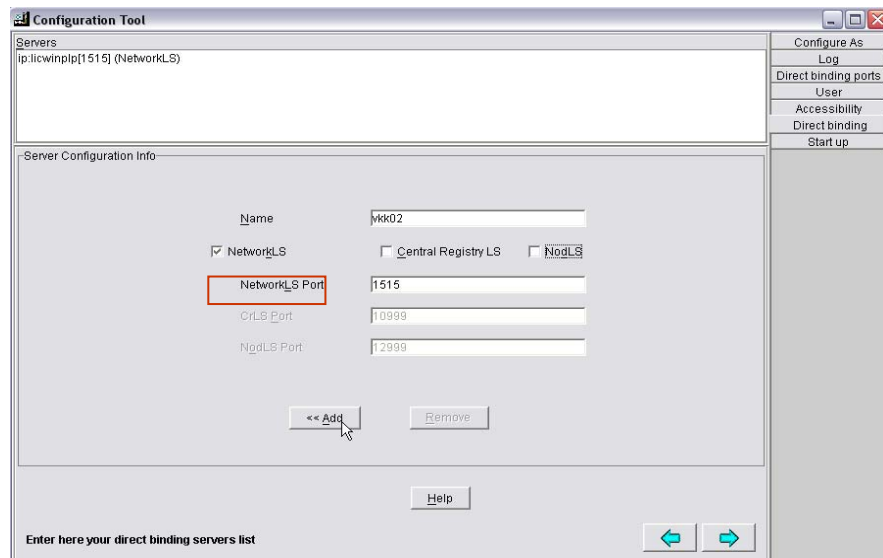 Configuration Tool
Servers
ip:licwinplp[1515] (NetworkLS)
Configure As
Log
Direct binding ports
User
Accessibility
Direct binding
Start up
Server Configuration Info
Name vkk02
NetworkLS Central Registry LS NodLS
NetworkLS Port 1515
CrLS Port 10999
NodLS Port 12999
<< Add Remove
Help
Enter here your direct binding servers list